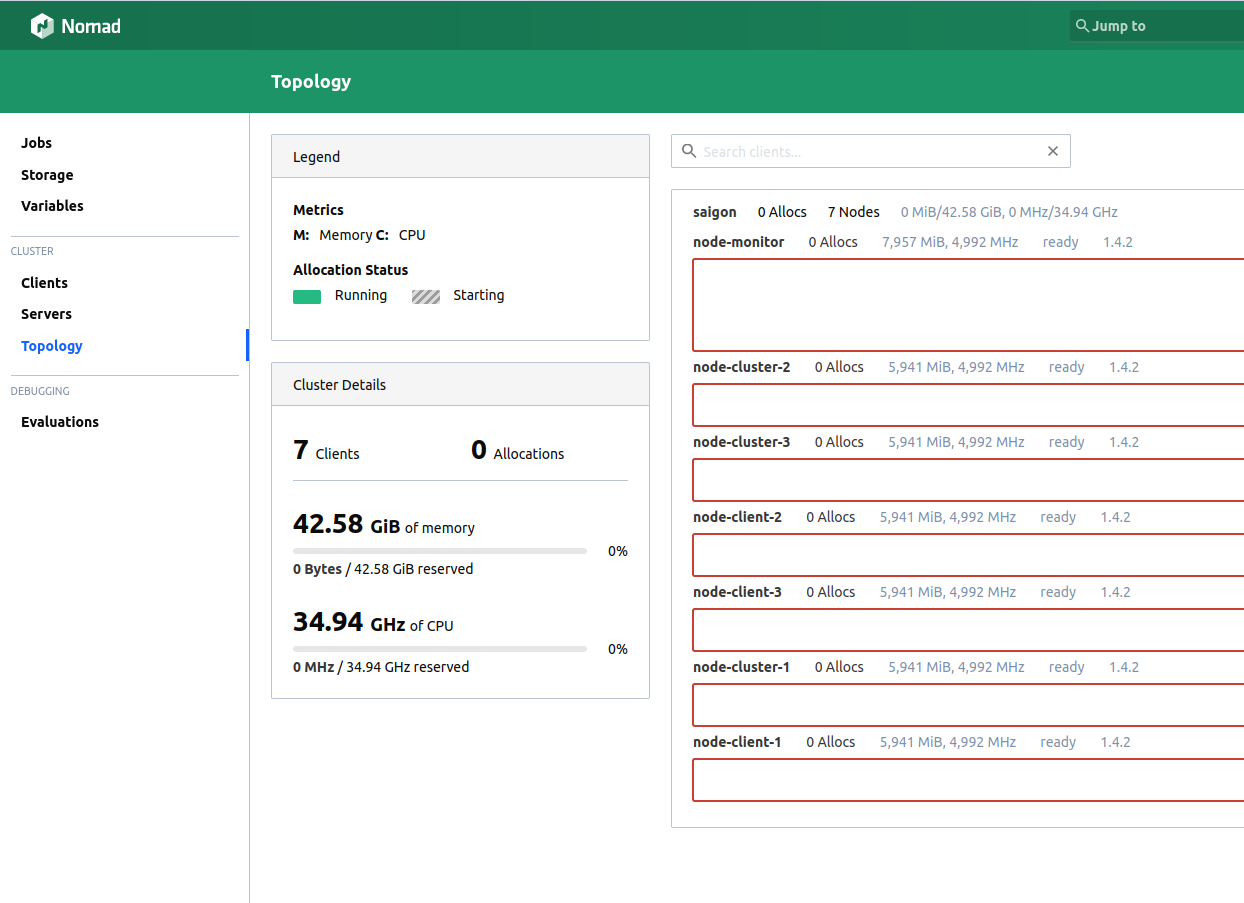 Nomad
Jump to
Topology
Jobs
Storage
Variables
CLUSTER
Clients
Servers
Topology
DEBUGGING
Evaluations
Legend
Metrics
M: Memory C: CPU
Allocation Status
Running Starting
Cluster Details
7 Clients 0 Allocations
42.58 GiB of memory
0%
0 Bytes / 42.58 GiB reserved
34.94 GHz of CPU
0%
0 MHz / 34.94 GHz reserved
Search clients...
saigon 0 Allocs 7 Nodes 0 MiB/42.58 GiB, 0 MHz/34.94 GHz
node-monitor 0 Allocs 7,957 MiB, 4,992 MHz ready 1.4.2
node-cluster-2 0 Allocs 5,941 MiB, 4,992 MHz ready 1.4.2
node-cluster-3 0 Allocs 5,941 MiB, 4,992 MHz ready 1.4.2
node-client-2 0 Allocs 5,941 MiB, 4,992 MHz ready 1.4.2
node-client-3 0 Allocs 5,941 MiB, 4,992 MHz ready 1.4.2
node-cluster-1 0 Allocs 5,941 MiB, 4,992 MHz ready 1.4.2
node-client-1 0 Allocs 5,941 MiB, 4,992 MHz ready 1.4.2